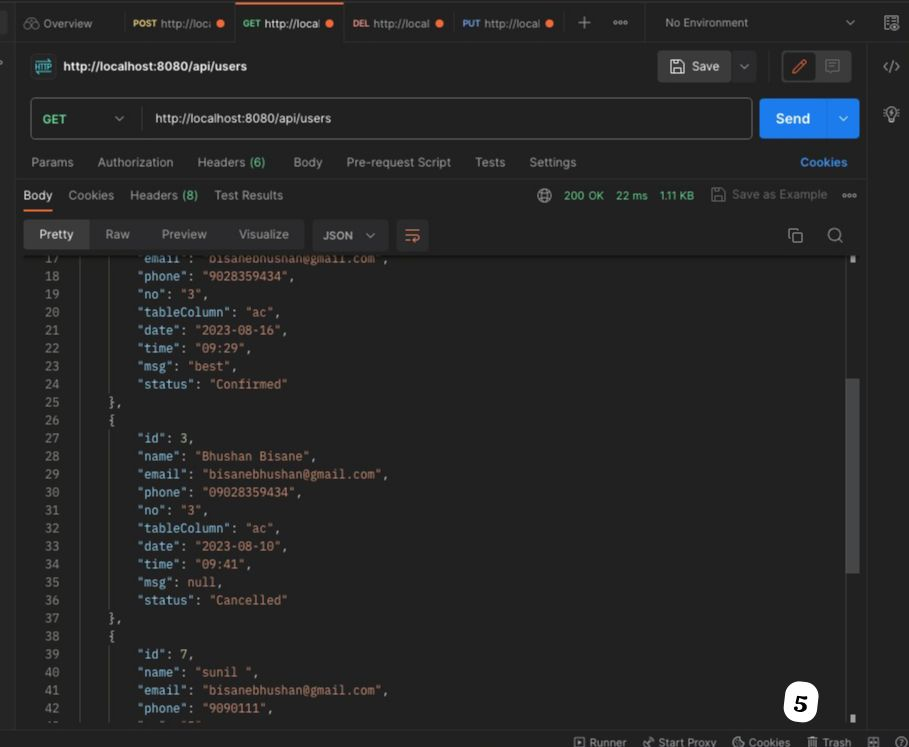 Overview
POST http://loca
GET http://loca
DEL http://local
PUT http://local
No Environment
HTTP http://localhost:8080/api/users
Save
GET http://localhost:8080/api/users
Send
Params Authorization Headers (6) Body Pre-request Script Tests Settings Cookies
Body Cookies Headers (8) Test Results 200 OK 22 ms 1.11 KB Save as Example
Pretty Raw Preview Visualize JSON
17 "email": "bisanebhushan@gmail.com",
18 "phone": "9028359434",
19 "no": "3",
20 "tableColumn": "ac",
21 "date": "2023-08-16",
22 "time": "09:29",
23 "msg": "best",
24 "status": "Confirmed"
25 },
26 {
27 "id": 3,
28 "name": "Bhushan Bisane",
29 "email": "bisanebhushan@gmail.com",
30 "phone": "09028359434",
31 "no": "3",
32 "tableColumn": "ac",
33 "date": "2023-08-10",
34 "time": "09:41",
35 "msg": null,
36 "status": "Cancelled"
37 },
38 {
39 "id": 7,
40 "name": "sunil ",
41 "email": "bisanebhushan@gmail.com",
42 "phone": "9090111",
5
Runner Start Proxy Cookies Trash